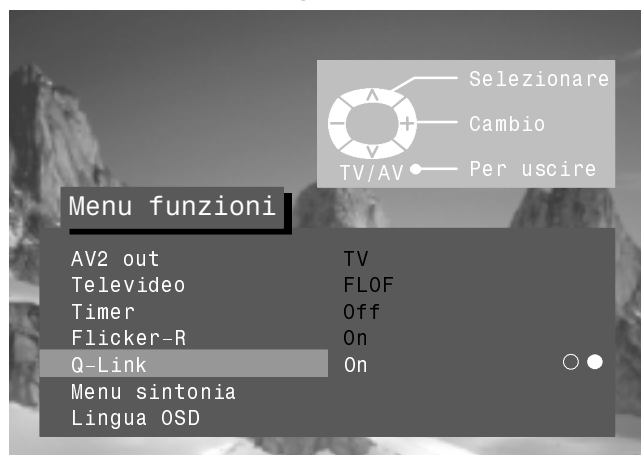 Selezionare
Cambio
TV/AV Per uscire
Menu funzioni
AV2 out TV
Televideo FLOF
Timer Off
Flicker-R On
Q-Link On
Menu sintonia
Lingua OSD